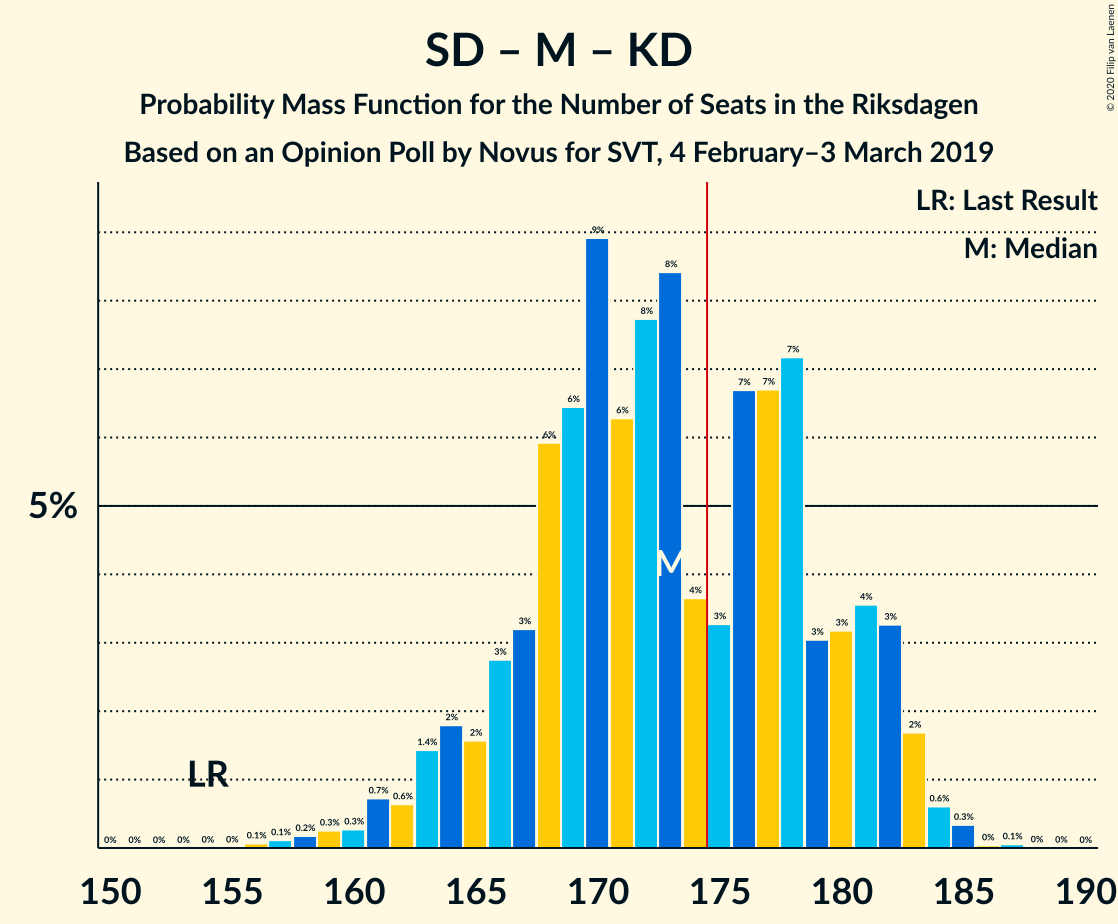 © 2020 Filip van Laenen
SD – M – KD
Probability Mass Function for the Number of Seats in the Riksdagen
Based on an Opinion Poll by Novus for SVT, 4 February–3 March 2019
LR: Last Result
M: Median
5%
LR
M
0% 0% 0% 0% 0% 0% 0.1% 0.1% 0.2% 0.3% 0.3% 0.7% 0.6% 1.4% 2% 2% 3% 3% 6% 6% 9% 6% 8% 8% 4% 3% 7% 7% 7% 3% 3% 4% 3% 2% 0.6% 0.3% 0% 0.1% 0% 0% 0%
150 155 160 165 170 175 180 185 190